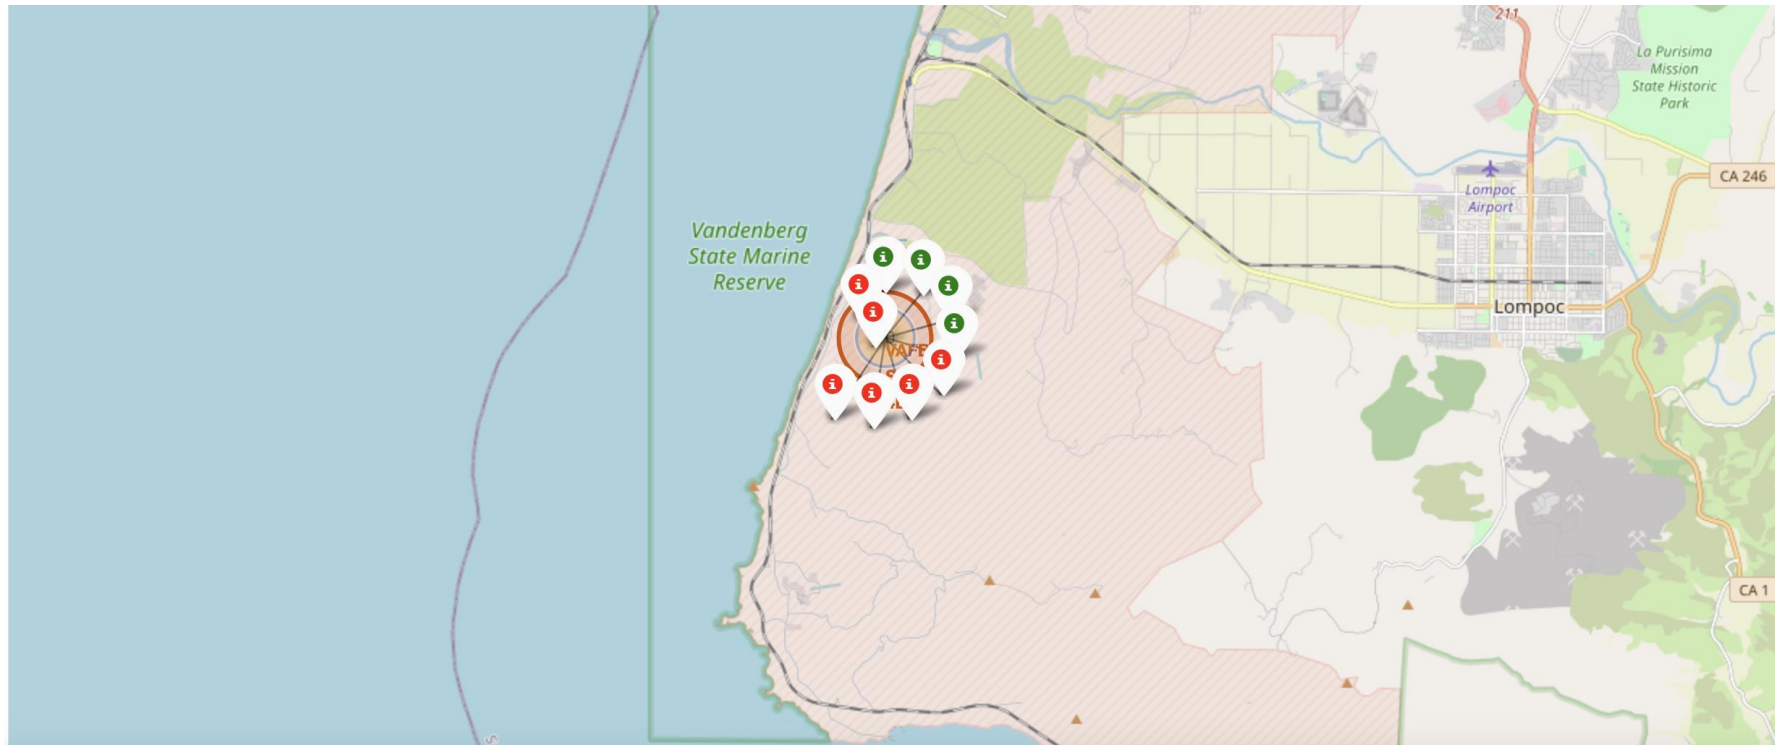 211
La Purisima
Mission
State Historic
Park
CA 246
Lompoc
Airport
Vandenberg
State Marine
Reserve
Lompoc
CA 1